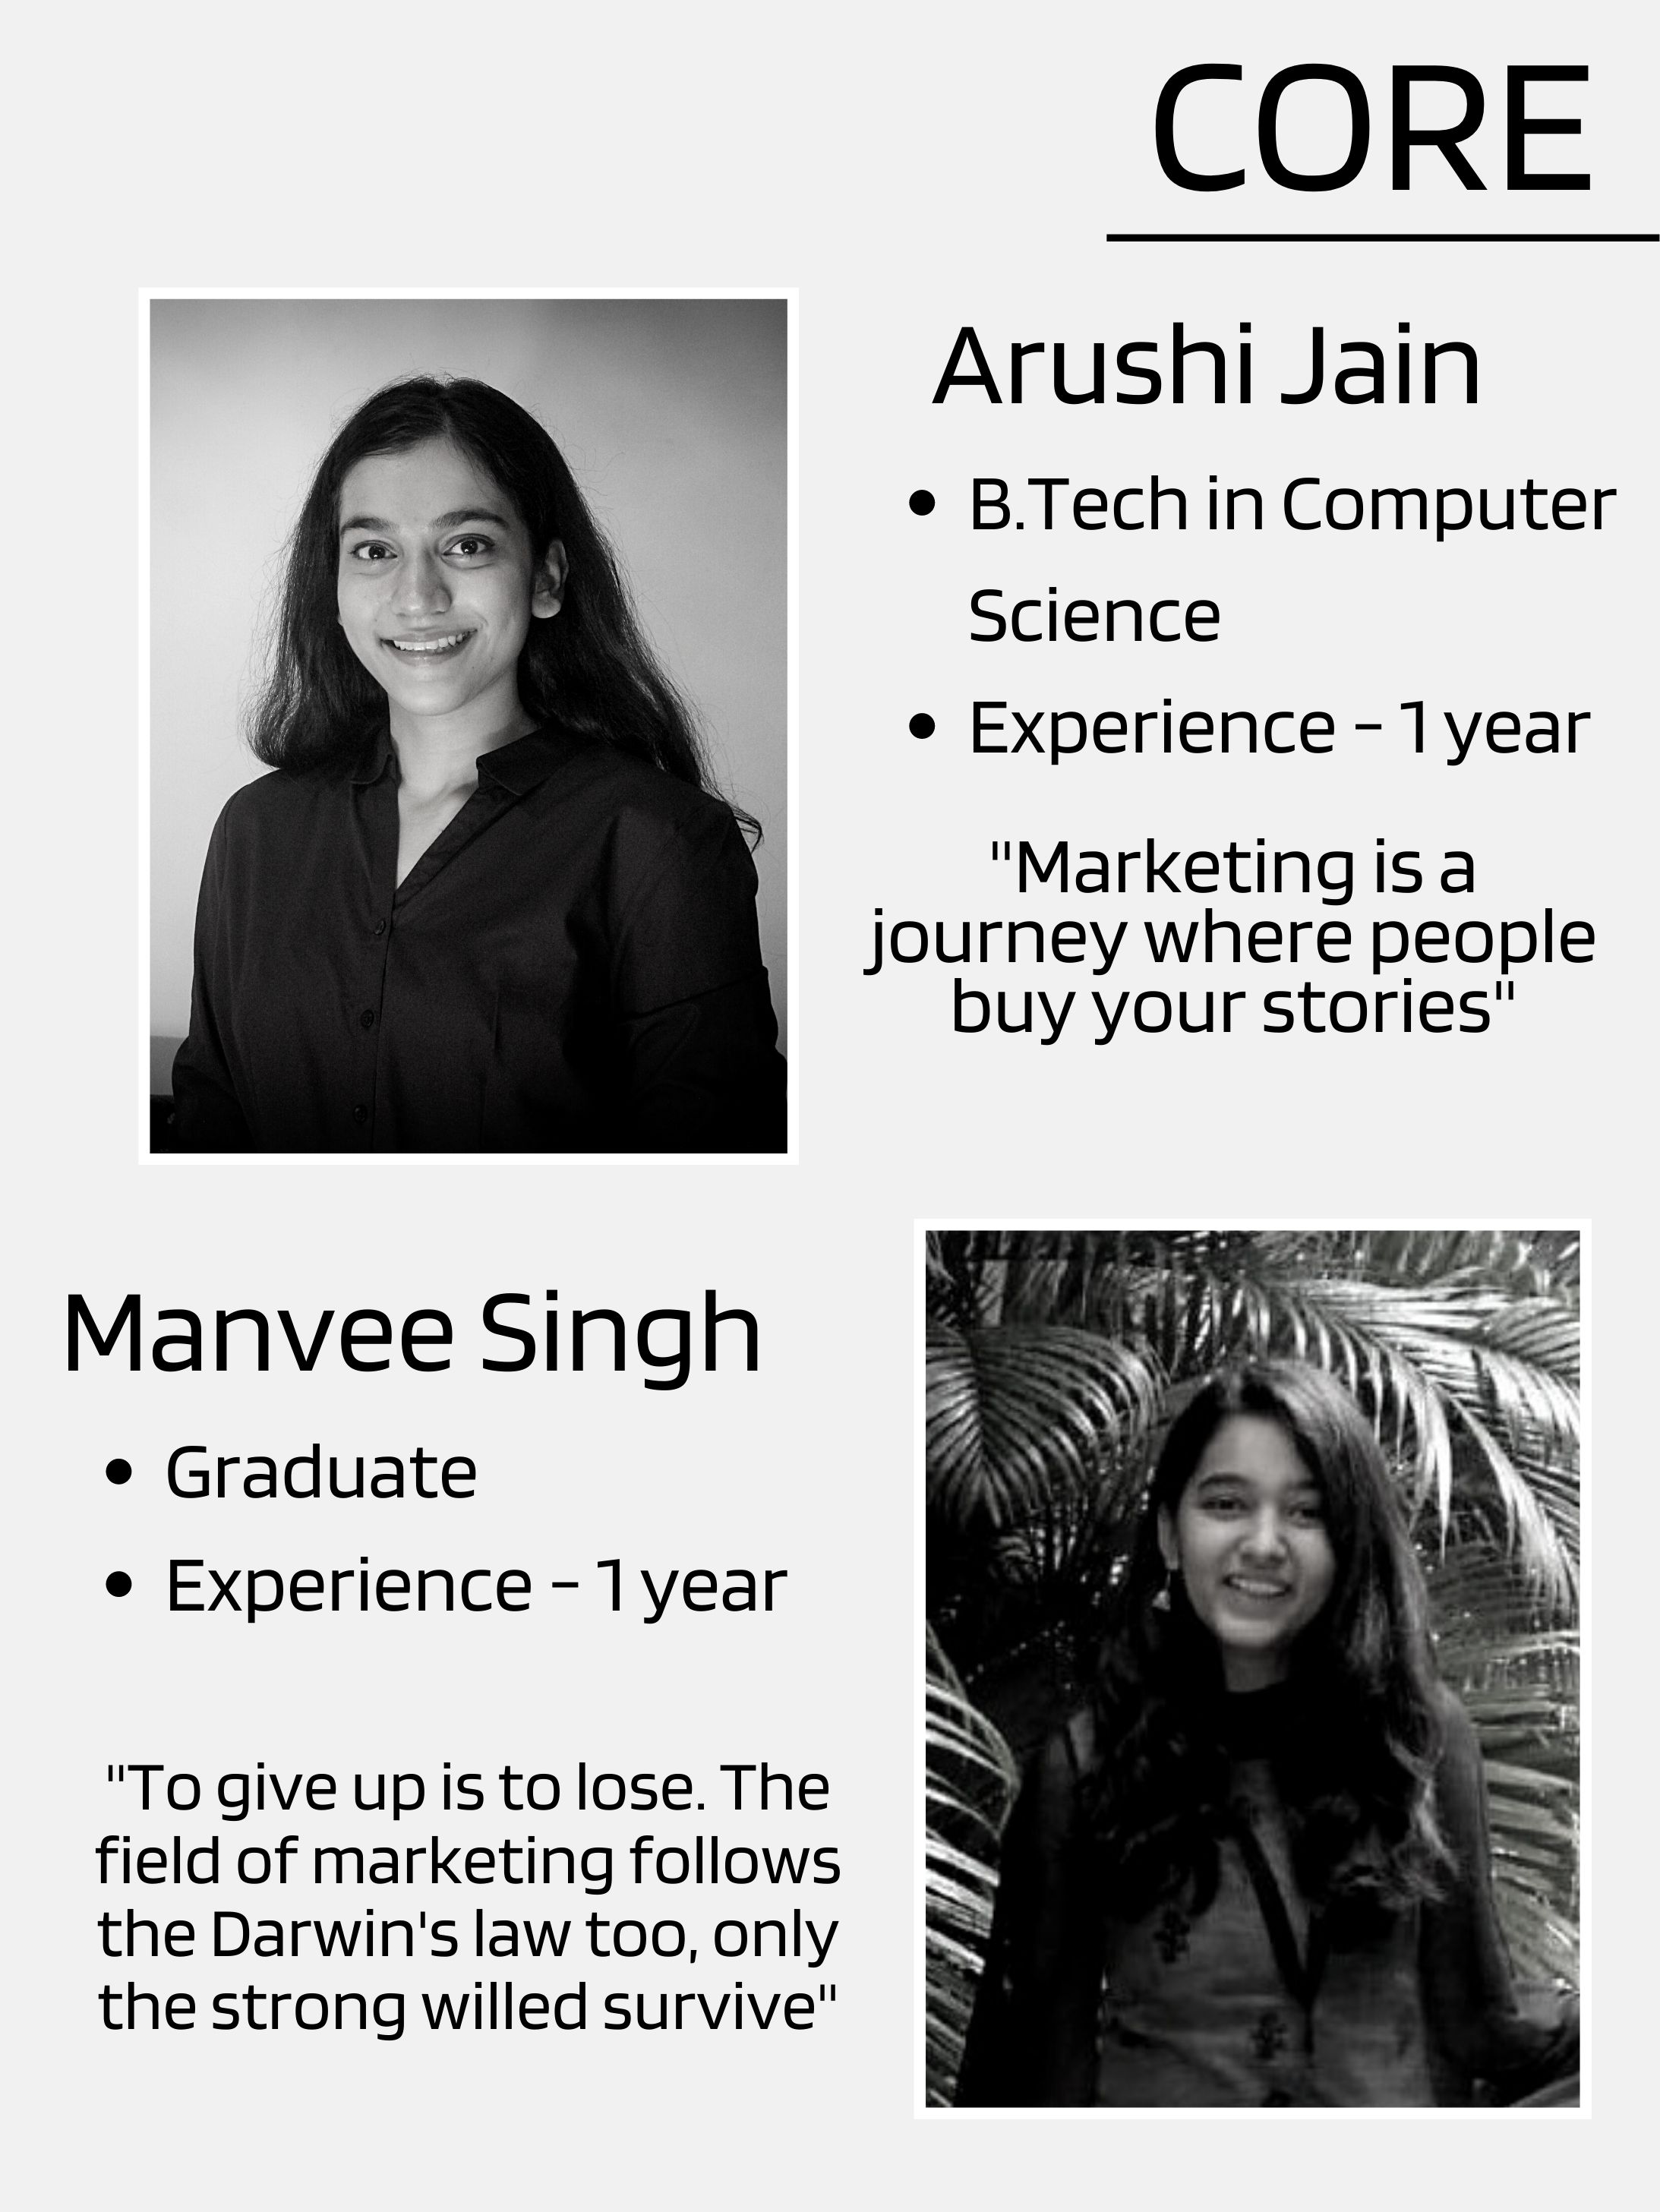 CORE
Arushi Jain
• B.Tech in Computer
Science
• Experience - 1 year
"Marketing is a
journey where people
buy your stories"
Manvee Singh
• Graduate
• Experience - 1 year
"To give up is to lose. The
field of marketing follows
the Darwin's law too, only
the strong willed survive"